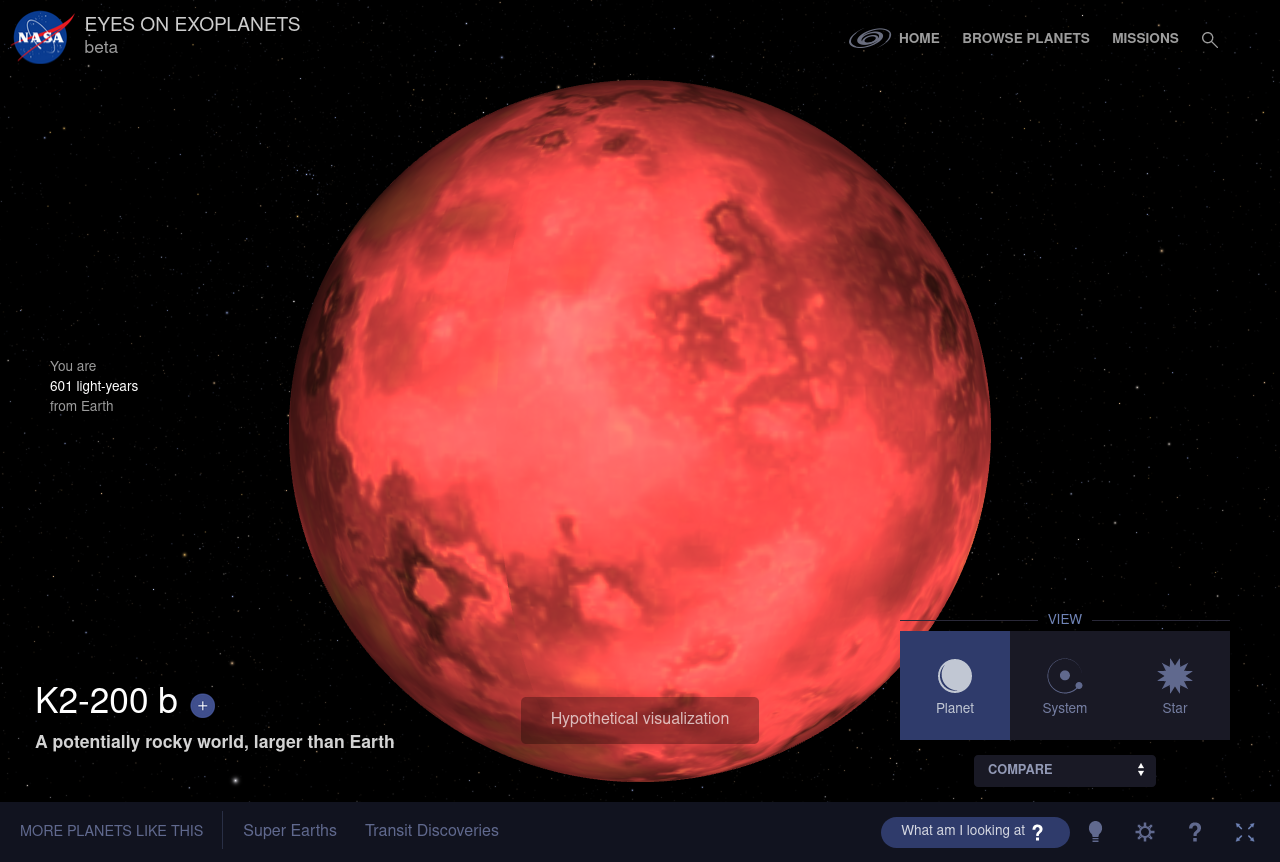 NASA
EYES ON EXOPLANETS
beta
HOME
BROWSE PLANETS
MISSIONS
You are
601 light-years
from Earth
VIEW
Planet
System
Star
K2-200 b +
A potentially rocky world, larger than Earth
Hypothetical visualization
COMPARE
MORE PLANETS LIKE THIS
Super Earths
Transit Discoveries
What am I looking at ?
?